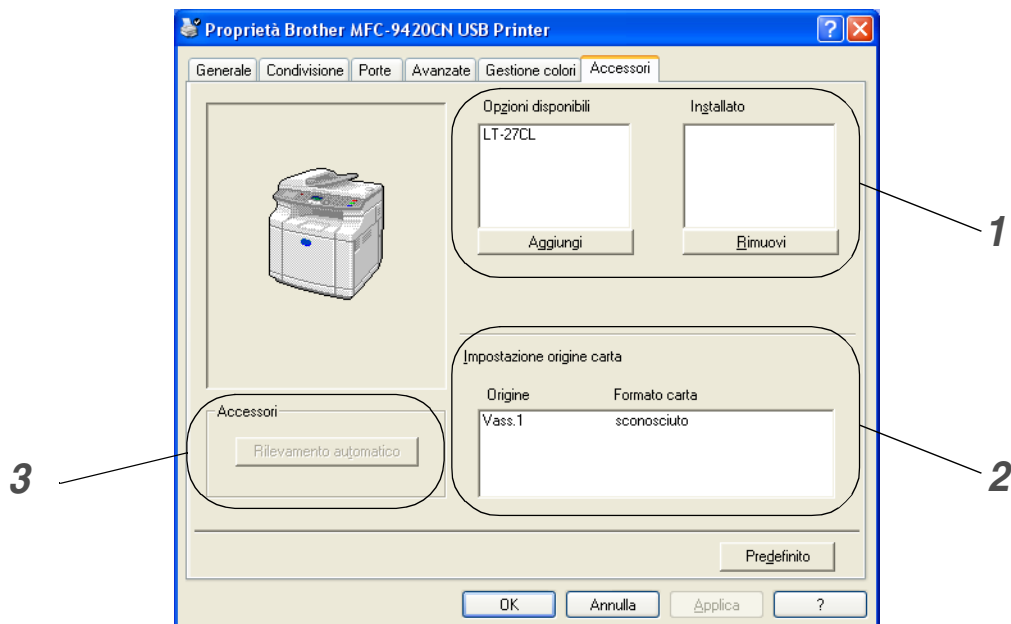 Proprietà Brother MFC-9420CN USB Printer
Generale Condivisione Porte Avanzate Gestione colori Accessori
Opzioni disponibili Installato
LT-27CL
Aggiungi Rimuovi
1
Impostazione origine carta
Origine Formato carta
Vass.1 sconosciuto
2
Accessori
Rilevamento automatico
3
Predefinito
OK Annulla Applica ?